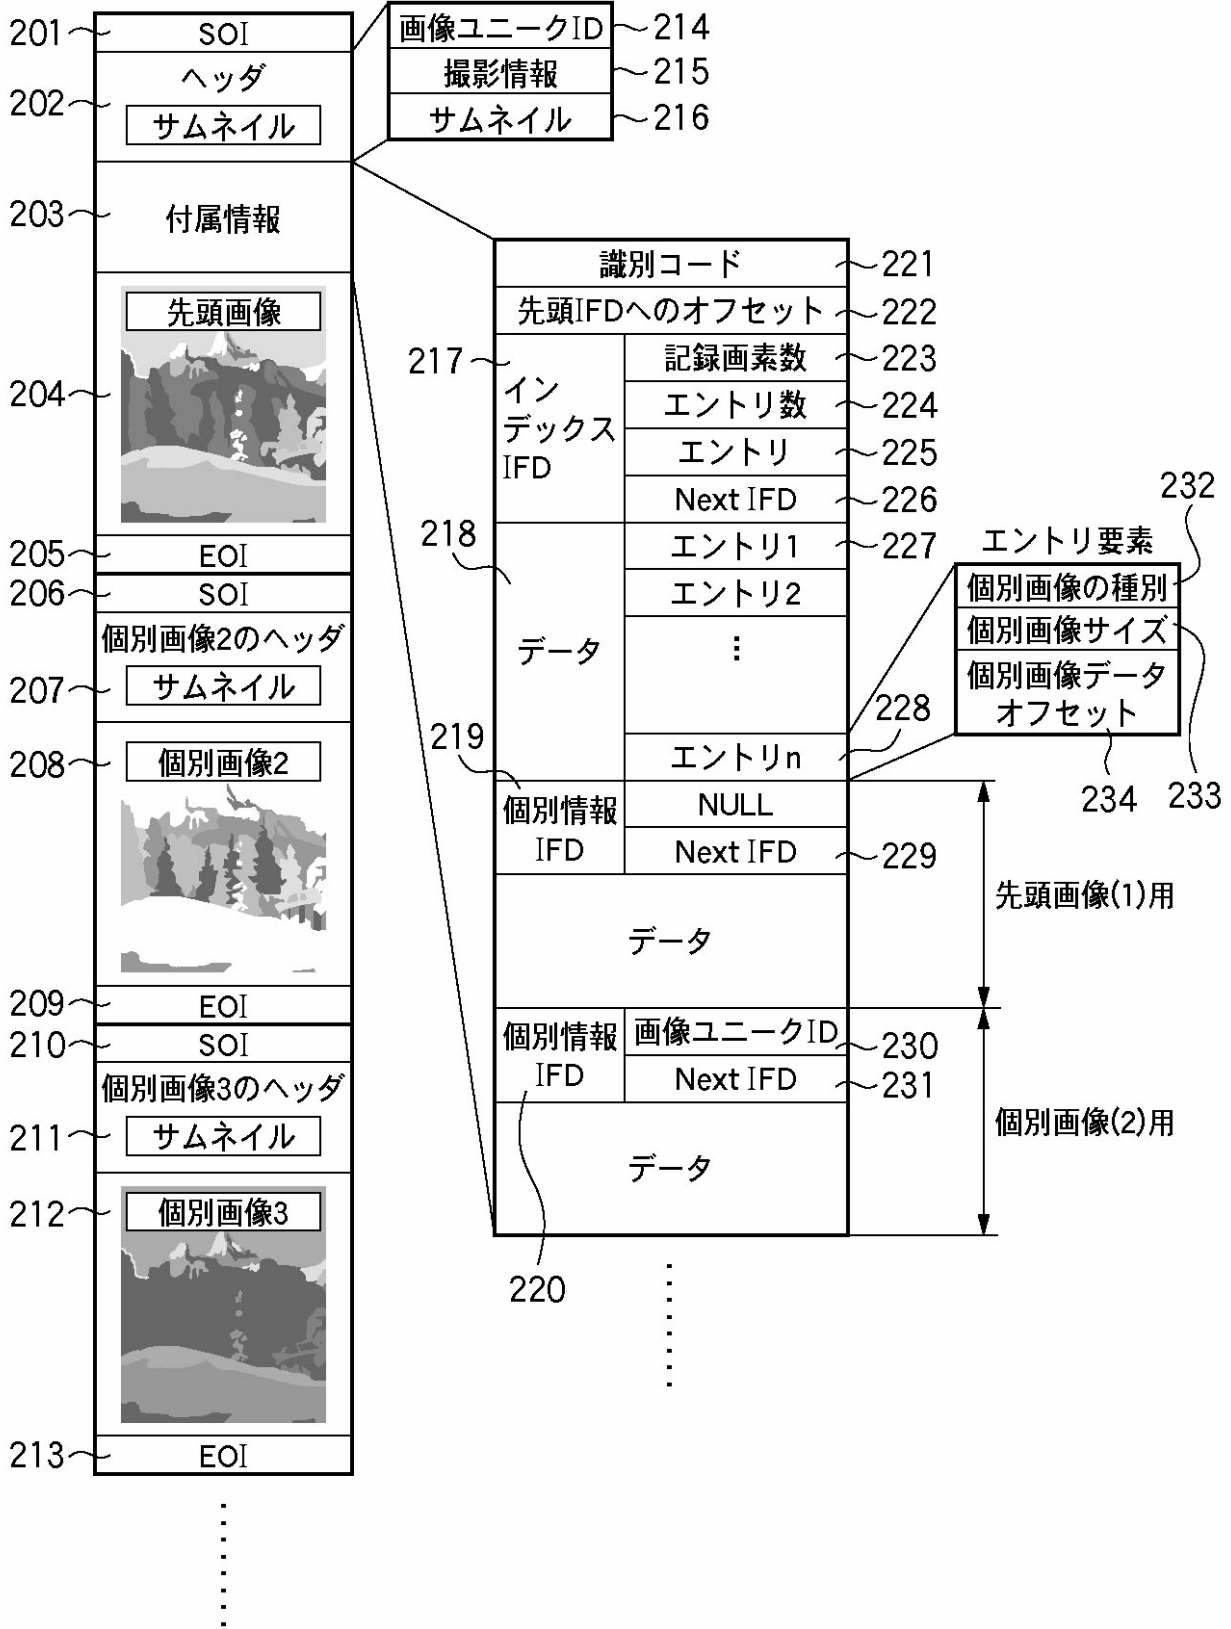 201
SOI
202
ヘッダ
サムネイル
203
付属情報
204
先頭画像
205
EOI
206
SOI
個別画像2のヘッダ
207
サムネイル
208
個別画像2
209
EOI
210
SOI
個別画像3のヘッダ
211
サムネイル
212
個別画像3
213
EOI
画像ユニークID
214
撮影情報
215
サムネイル
216
識別コード
221
先頭IFDへのオフセット
222
217
イン
デックス
IFD
記録画素数
223
エントリ数
224
エントリ
225
Next IFD
226
218
データ
エントリ1
227
エントリ2
⋮
228
エントリn
219
個別情報
IFD
NULL
Next IFD
229
データ
先頭画像(1)用
個別情報
IFD
画像ユニークID
230
Next IFD
231
データ
個別画像(2)用
220
232
エントリ要素
個別画像の種別
個別画像サイズ
個別画像データ
オフセット
234
233